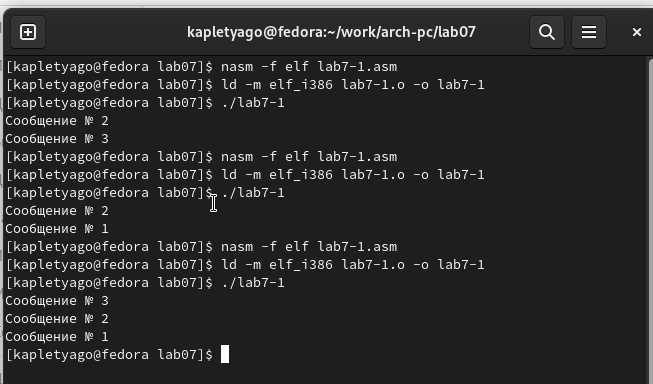 kapletyago@fedora:~/work/arch-pc/lab07
[kapletyago@fedora lab07]$ nasm -f elf lab7-1.asm
[kapletyago@fedora lab07]$ ld -m elf_i386 lab7-1.o -o lab7-1
[kapletyago@fedora lab07]$ ./lab7-1
Сообщение № 2
Сообщение № 3
[kapletyago@fedora lab07]$ nasm -f elf lab7-1.asm
[kapletyago@fedora lab07]$ ld -m elf_i386 lab7-1.o -o lab7-1
[kapletyago@fedora lab07]$ ./lab7-1
Сообщение № 2
Сообщение № 1
[kapletyago@fedora lab07]$ nasm -f elf lab7-1.asm
[kapletyago@fedora lab07]$ ld -m elf_i386 lab7-1.o -o lab7-1
[kapletyago@fedora lab07]$ ./lab7-1
Сообщение № 3
Сообщение № 2
Сообщение № 1
[kapletyago@fedora lab07]$